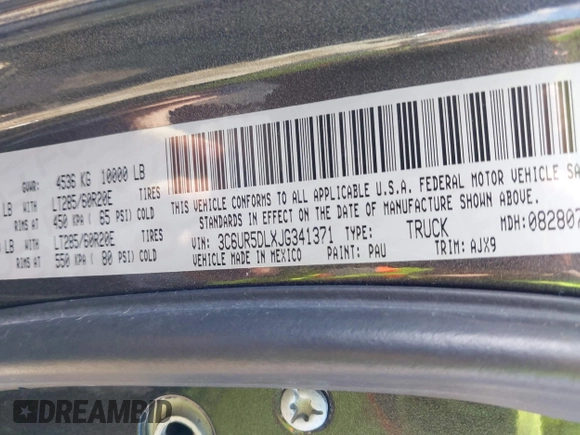 GVWR: 4536 KG 10000 LB
LB WITH LT285/60R20E TIRES
RIMS AT 450 KPA ( 65 PSI) COLD
LB WITH LT285/60R20E TIRES
RIMS AT 550 KPA ( 80 PSI) COLD
THIS VEHICLE CONFORMS TO ALL APPLICABLE U.S.A. FEDERAL MOTOR VEHICLE SA
STANDARDS IN EFFECT ON THE DATE OF MANUFACTURE SHOWN ABOVE.
VIN: 3C6UR5DLXJG341371 TYPE: TRUCK MDH: 08280
VEHICLE MADE IN MEXICO PAINT: PAU TRIM: AJX9
DREAMBID